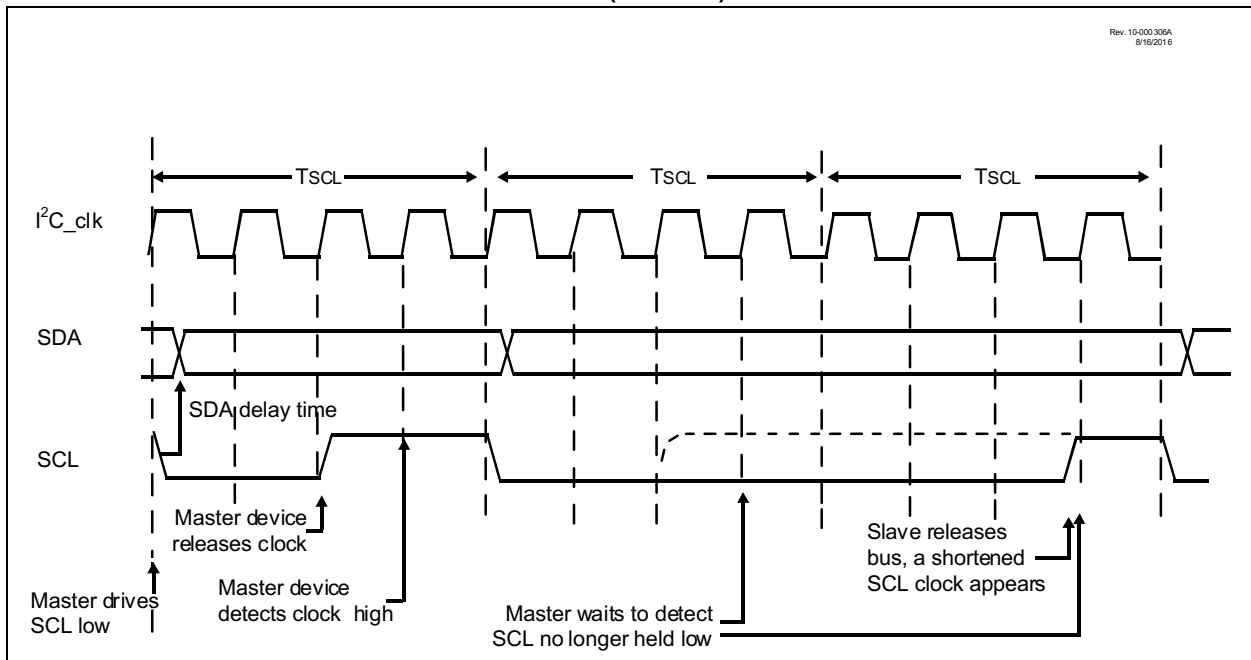 Rev. 10-000306A
8/16/2016
TSCL
TSCL
TSCL
I²C_clk
SDA
SDA delay time
SCL
Master device
releases clock
Slave releases
bus, a shortened
SCL clock appears
Master drives
SCL low
Master device
detects clock high
Master waits to detect
SCL no longer held low